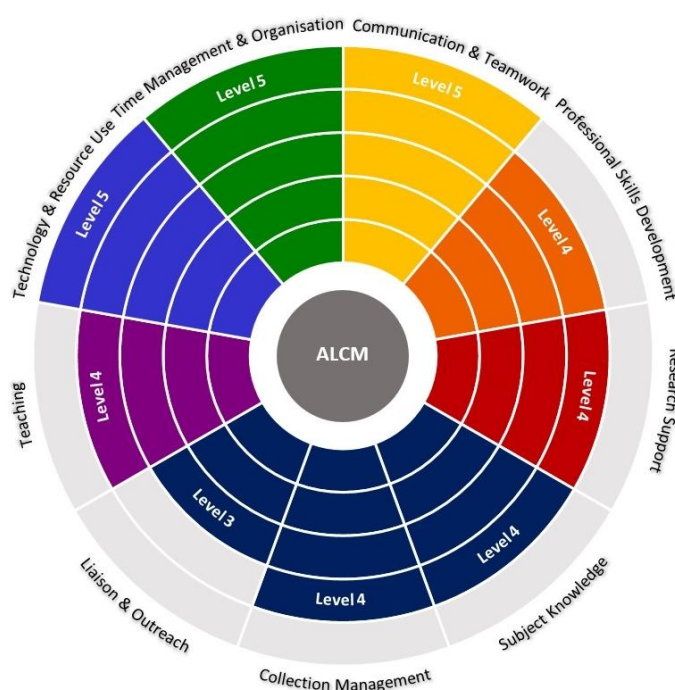 Time Management & Organisation
Communication & Teamwork
Professional Skills Development
Research Support
Subject Knowledge
Collection Management
Liaison & Outreach
Teaching
Technology & Resource Use
Level 5
Level 5
Level 4
Level 4
Level 4
Level 4
Level 3
Level 4
Level 5
ALCM